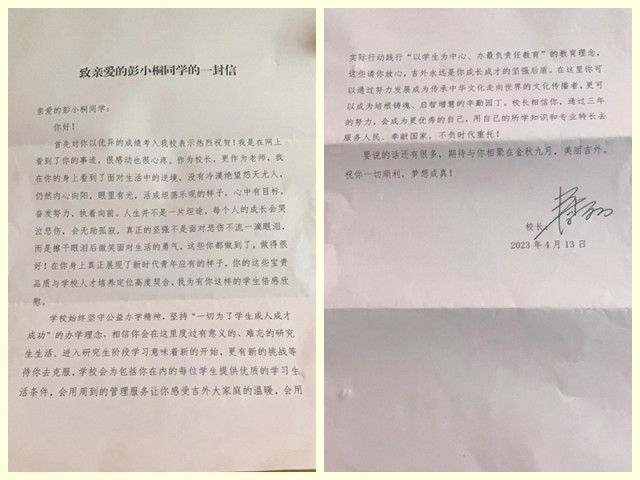 致亲爱的彭小桐同学的一封信
亲爱的彭小桐同学：
你好！
首先对你以优异的成绩考入我校表示热烈祝贺！我是在网上
看到了你的事迹，很感动也很心疼。作为校长，更作为老师，我
在你的身上看到了面对生活中的逆境，没有冷漠绝望怨天尤人，
仍然内心向阳，眼里有光，活成坦荡乐观的样子，心中有目标，
奋发努力，执着向前。人生并不是一片坦途，每个人的成长会哭
泣悲伤，会无助孤寂，真正的坚强不是面对悲伤不流一滴眼泪，
而是擦干眼泪后微笑面对生活的勇气，这些你都做到了，做得很
好！在你身上真正展现了新时代青年应有的样子，你的这些宝贵
品质与学校人才培养定位高度契合，我为有你这样的学生倍感欣
慰。
学校始终坚守公益办学精神，坚持“一切为了学生成人成才
成功”的办学理念，相信你会在这里度过有意义的、难忘的研究
生生活。进入研究生阶段学习意味着新的开始，更有新的挑战等
待你去克服，学校会为包括你在内的每位学生提供优质的学习生
活条件，会用周到的管理服务让你感受吉外大家庭的温暖，会用
实际行动践行“以学生为中心、办最负责任教育”的教育理念，
这些请你放心，吉外永远是你成长成才的坚强后盾。在这里你可
以通过努力发展成为传承中华文化走向世界的文化传播者，更可
以成为培根铸魂、启智增慧的辛勤园丁。校长相信你，通过三年
的努力，会成为更优秀的自己，用自己的所学知识和专业特长去
服务人民、奉献国家，不负时代重托！
要说的话还有很多，期待与你相聚在金秋九月，美丽吉外。
祝你一切顺利，梦想成真！
校长：
2023 年 4 月 13 日